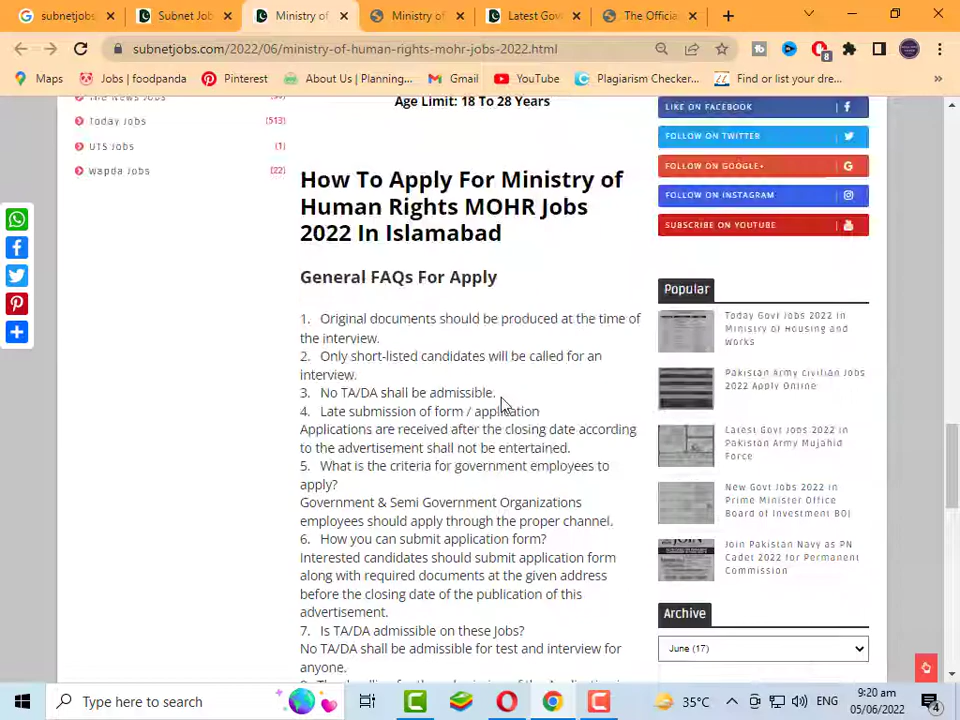 subnetjobs
Subnet Job
Ministry of
Ministry of
Latest Gov
The Officia
subnetjobs.com/2022/06/ministry-of-human-rights-mohr-jobs-2022.html
8
Maps
Jobs | foodpanda
Pinterest
About Us | Planning...
Gmail
YouTube
Plagiarism Checker...
Find or list your dre...
The News Jobs
Today Jobs (513)
UTS Jobs (1)
Wapda Jobs (22)
Age Limit: 18 To 28 Years
How To Apply For Ministry of
Human Rights MOHR Jobs
2022 In Islamabad
General FAQs For Apply
1. Original documents should be produced at the time of
the interview.
2. Only short-listed candidates will be called for an
interview.
3. No TA/DA shall be admissible.
4. Late submission of form / application
Applications are received after the closing date according
to the advertisement shall not be entertained.
5. What is the criteria for government employees to
apply?
Government & Semi Government Organizations
employees should apply through the proper channel.
6. How you can submit application form?
Interested candidates should submit application form
along with required documents at the given address
before the closing date of the publication of this
advertisement.
7. Is TA/DA admissible on these Jobs?
No TA/DA shall be admissible for test and interview for
anyone.
LIKE ON FACEBOOK
FOLLOW ON TWITTER
FOLLOW ON GOOGLE+
FOLLOW ON INSTAGRAM
SUBSCRIBE ON YOUTUBE
Popular
Today Govt Jobs 2022 in
Ministry of Housing and
Works
Pakistan Army Civilian Jobs
2022 Apply Online
Latest Govt Jobs 2022 in
Pakistan Army Mujahid
Force
New Govt Jobs 2022 in
Prime Minister Office
Board of Investment BOI
Join Pakistan Navy as PN
Cadet 2022 for Permanent
Commission
Archive
June (17)
Type here to search
35°C
ENG
9:20 am
05/06/2022
4